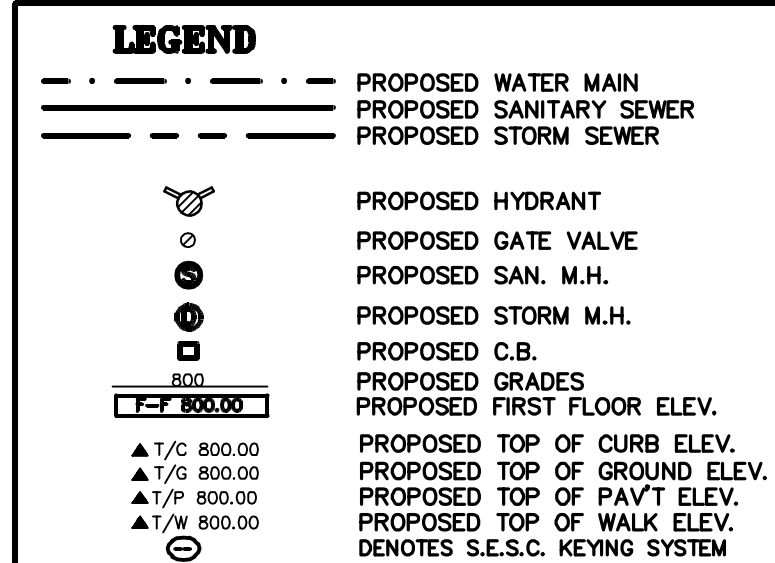 LEGEND
PROPOSED WATER MAIN
PROPOSED SANITARY SEWER
PROPOSED STORM SEWER
PROPOSED HYDRANT
PROPOSED GATE VALVE
S PROPOSED SAN. M.H.
D PROPOSED STORM M.H.
PROPOSED C.B.
800 PROPOSED GRADES
F-F 800.00 PROPOSED FIRST FLOOR ELEV.
T/C 800.00 PROPOSED TOP OF CURB ELEV.
T/G 800.00 PROPOSED TOP OF GROUND ELEV.
T/P 800.00 PROPOSED TOP OF PAV'T ELEV.
T/W 800.00 PROPOSED TOP OF WALK ELEV.
-- DENOTES S.E.S.C. KEYING SYSTEM